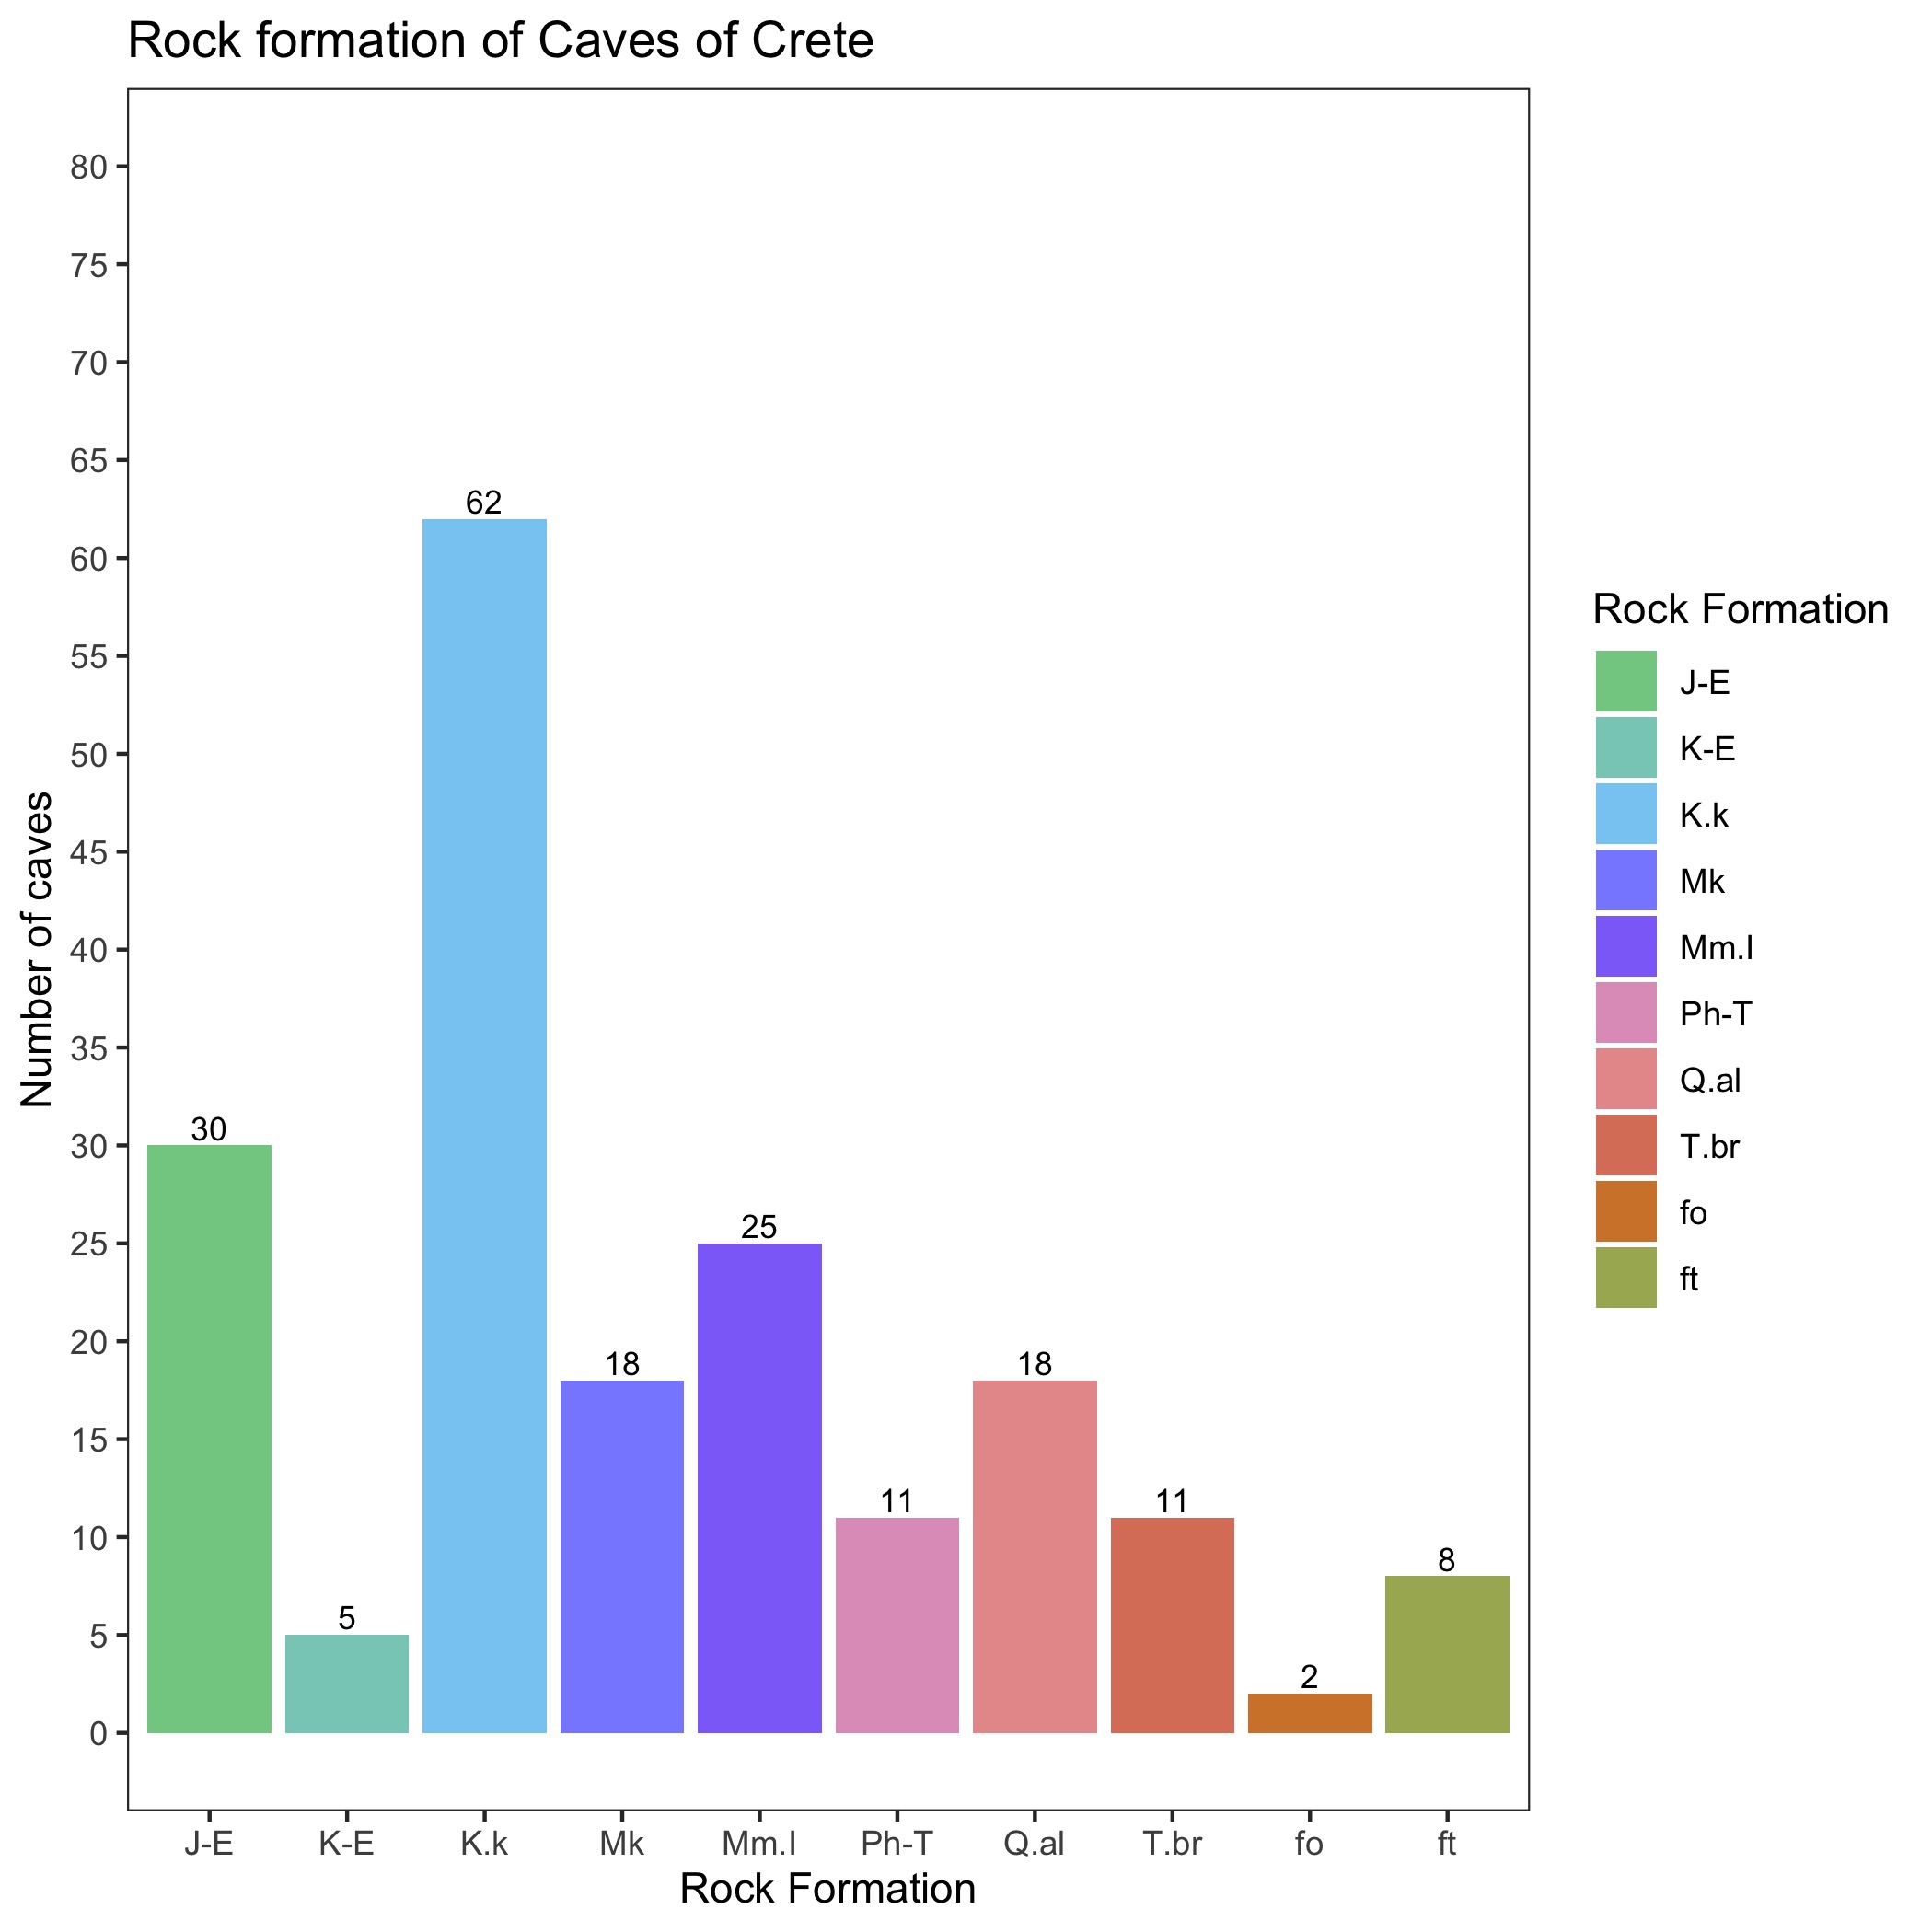 Rock formation of Caves of Crete
80
75
70
65
60
55
50
45
40
35
30
25
20
15
10
5
0
Number of caves
30
5
62
18
25
11
18
11
2
8
J-E
K-E
K.k
Mk
Mm.l
Ph-T
Q.al
T.br
fo
ft
Rock Formation
Rock Formation
J-E
K-E
K.k
Mk
Mm.l
Ph-T
Q.al
T.br
fo
ft